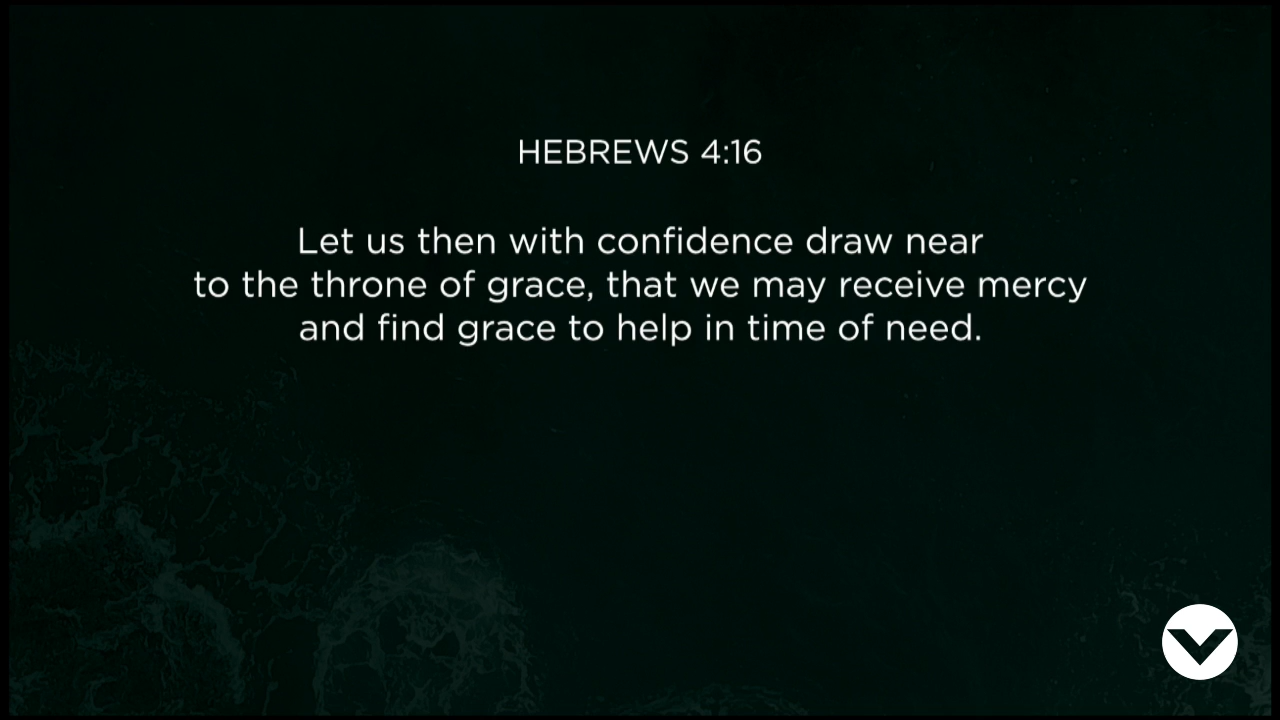 HEBREWS 4:16
Let us then with confidence draw near
to the throne of grace, that we may receive mercy
and find grace to help in time of need.